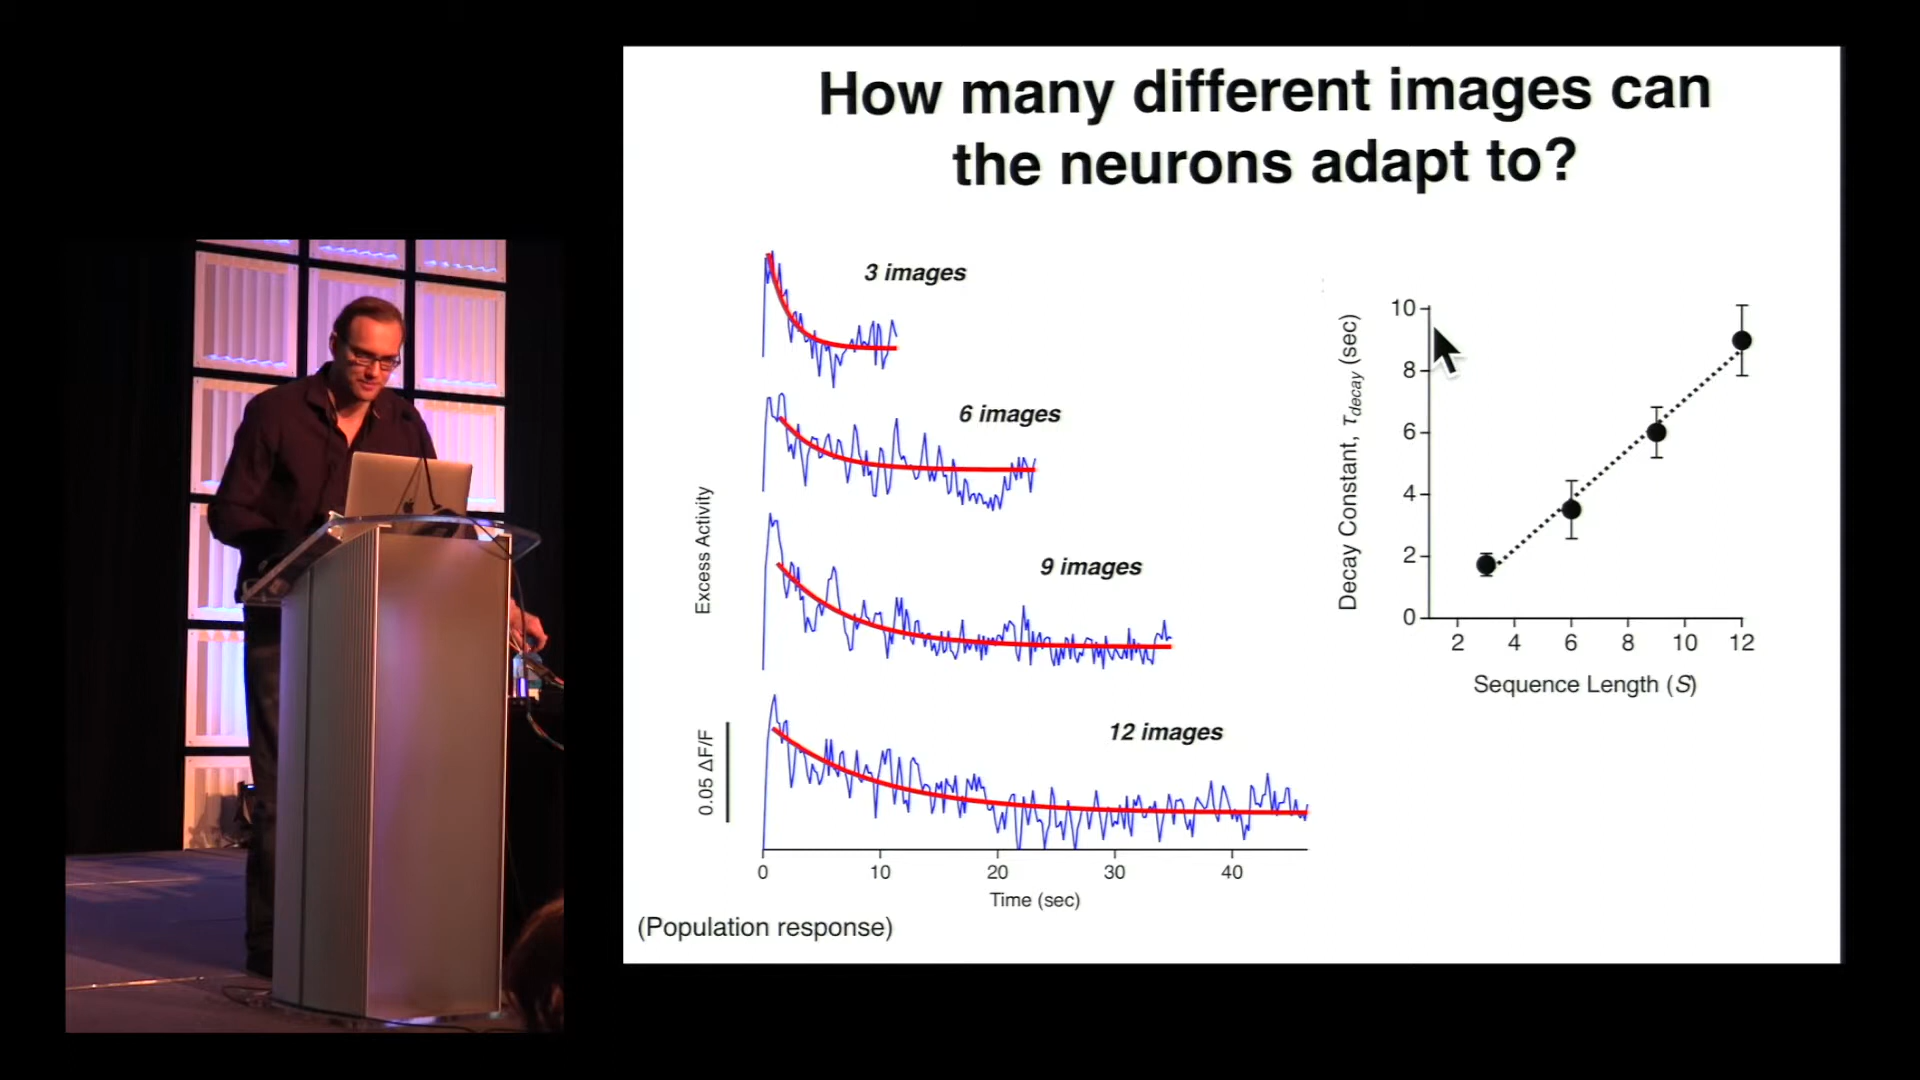 How many different images can
the neurons adapt to?
3 images
6 images
9 images
12 images
Excess Activity
0.05 ΔF/F
0 10 20 30 40
Time (sec)
(Population response)
Decay Constant, τdecay (sec)
10
8
6
4
2
0
2 4 6 8 10 12
Sequence Length (S)